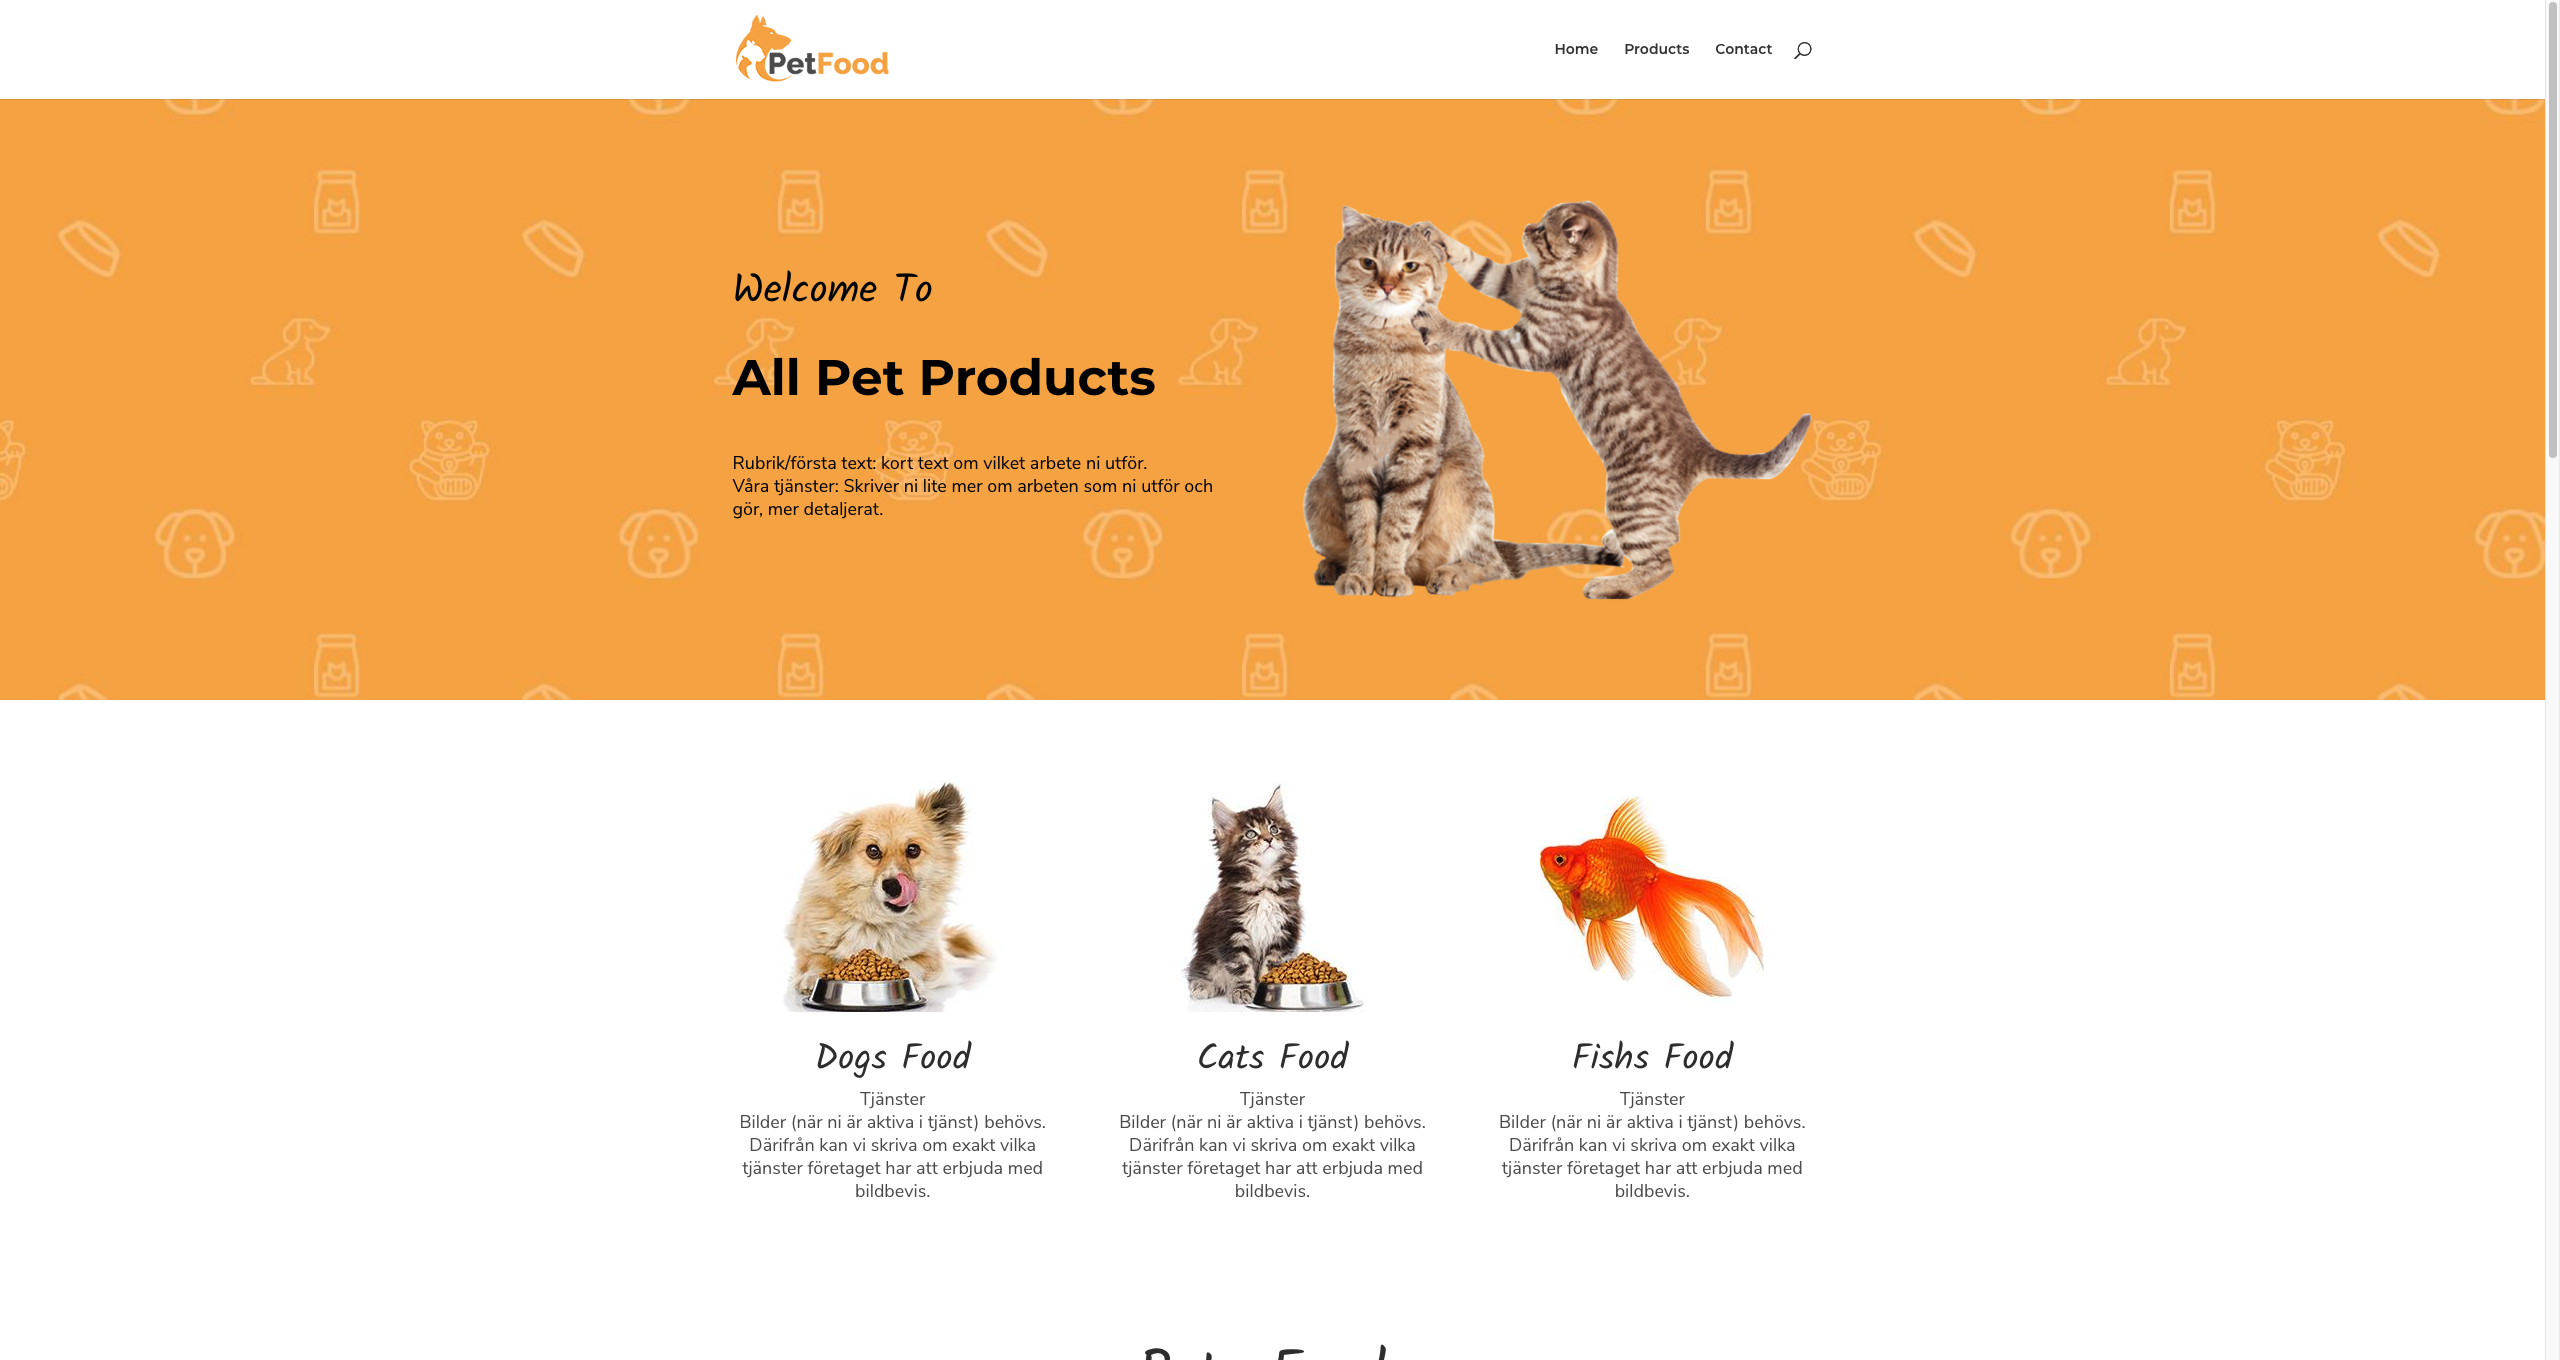 PetFood
Home
Products
Contact
Welcome To
All Pet Products
Rubrik/första text: kort text om vilket arbete ni utför.
Våra tjänster: Skriver ni lite mer om arbeten som ni utför och
gör, mer detaljerat.
Dogs Food
Tjänster
Bilder (när ni är aktiva i tjänst) behövs.
Därifrån kan vi skriva om exakt vilka
tjänster företaget har att erbjuda med
bildbevis.
Cats Food
Tjänster
Bilder (när ni är aktiva i tjänst) behövs.
Därifrån kan vi skriva om exakt vilka
tjänster företaget har att erbjuda med
bildbevis.
Fishs Food
Tjänster
Bilder (när ni är aktiva i tjänst) behövs.
Därifrån kan vi skriva om exakt vilka
tjänster företaget har att erbjuda med
bildbevis.